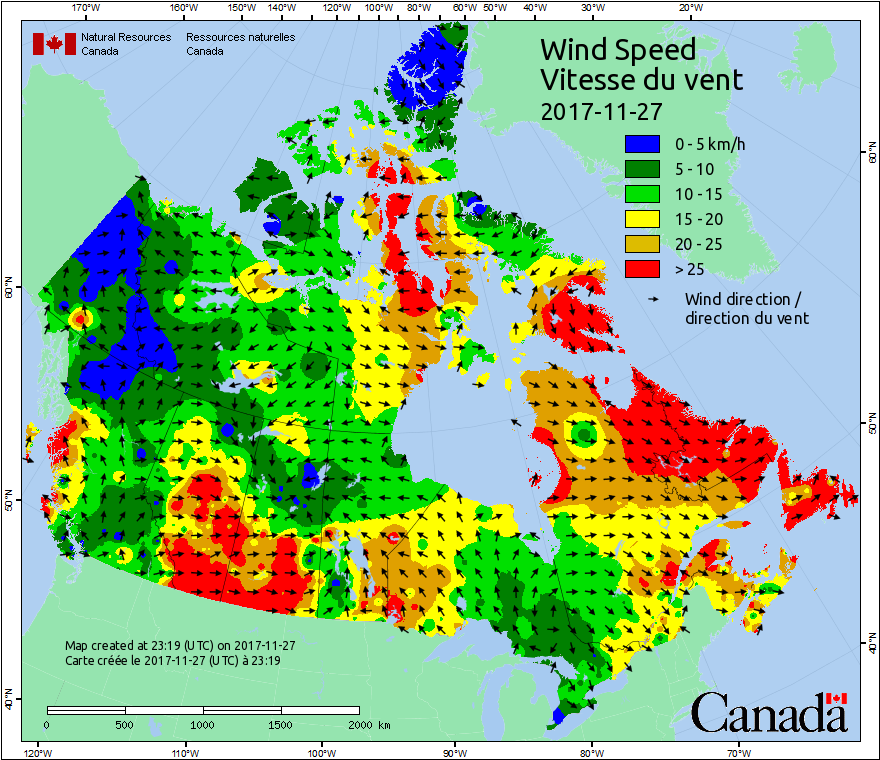 170°W 160°W 150°W 140°W 130°W 120°W 110°W 100°W 90°W 80°W 70°W 60°W 50°W 40°W 30°W 20°W
Natural Resources Canada
Ressources naturelles Canada
Wind Speed
Vitesse du vent
2017-11-27
0 - 5 km/h
5 - 10
10 - 15
15 - 20
20 - 25
> 25
Wind direction /
direction du vent
60°N
60°N
50°N
50°N
40°N
40°N
Map created at 23:19 (UTC) on 2017-11-27
Carte créée le 2017-11-27 (UTC) à 23:19
0 500 1000 1500 2000 km
Canada
120°W 110°W 100°W 90°W 80°W 70°W